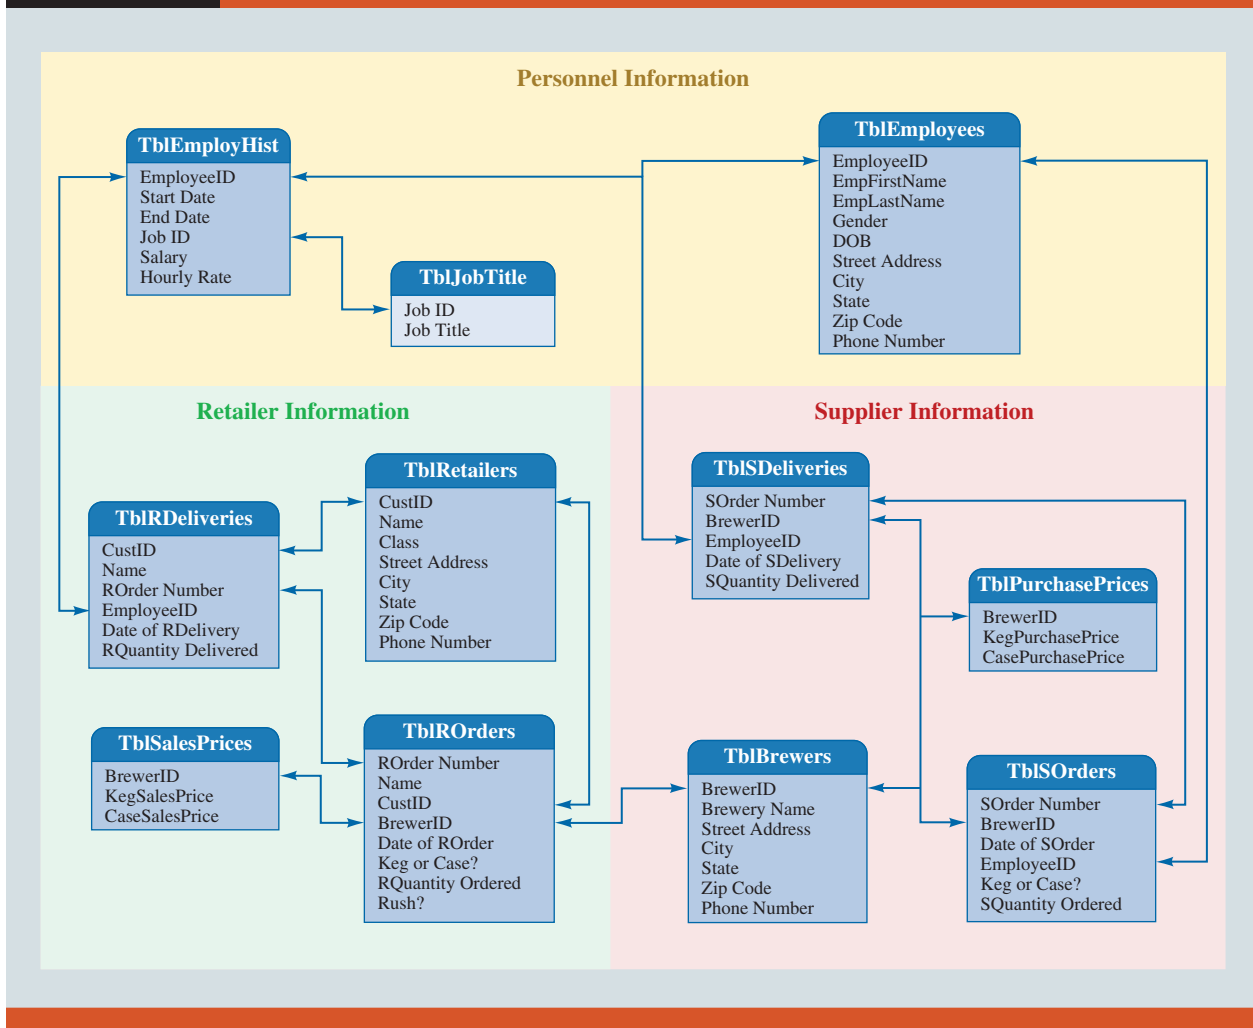 Personnel Information
TblEmployHist
EmployeeID
Start Date
End Date
Job ID
Salary
Hourly Rate
TblJobTitle
Job ID
Job Title
TblEmployees
EmployeeID
EmpFirstName
EmpLastName
Gender
DOB
Street Address
City
State
Zip Code
Phone Number
Retailer Information
TblRDeliveries
CustID
Name
ROrder Number
EmployeeID
Date of RDelivery
RQuantity Delivered
TblRetailers
CustID
Name
Class
Street Address
City
State
Zip Code
Phone Number
TblSalesPrices
BrewerID
KegSalesPrice
CaseSalesPrice
TblROrders
ROrder Number
Name
CustID
BrewerID
Date of ROrder
Keg or Case?
RQuantity Ordered
Rush?
Supplier Information
TblSDeliveries
SOrder Number
BrewerID
EmployeeID
Date of SDelivery
SQuantity Delivered
TblPurchasePrices
BrewerID
KegPurchasePrice
CasePurchasePrice
TblBrewers
BrewerID
Brewery Name
Street Address
City
State
Zip Code
Phone Number
TblSOrders
SOrder Number
BrewerID
Date of SOrder
EmployeeID
Keg or Case?
SQuantity Ordered